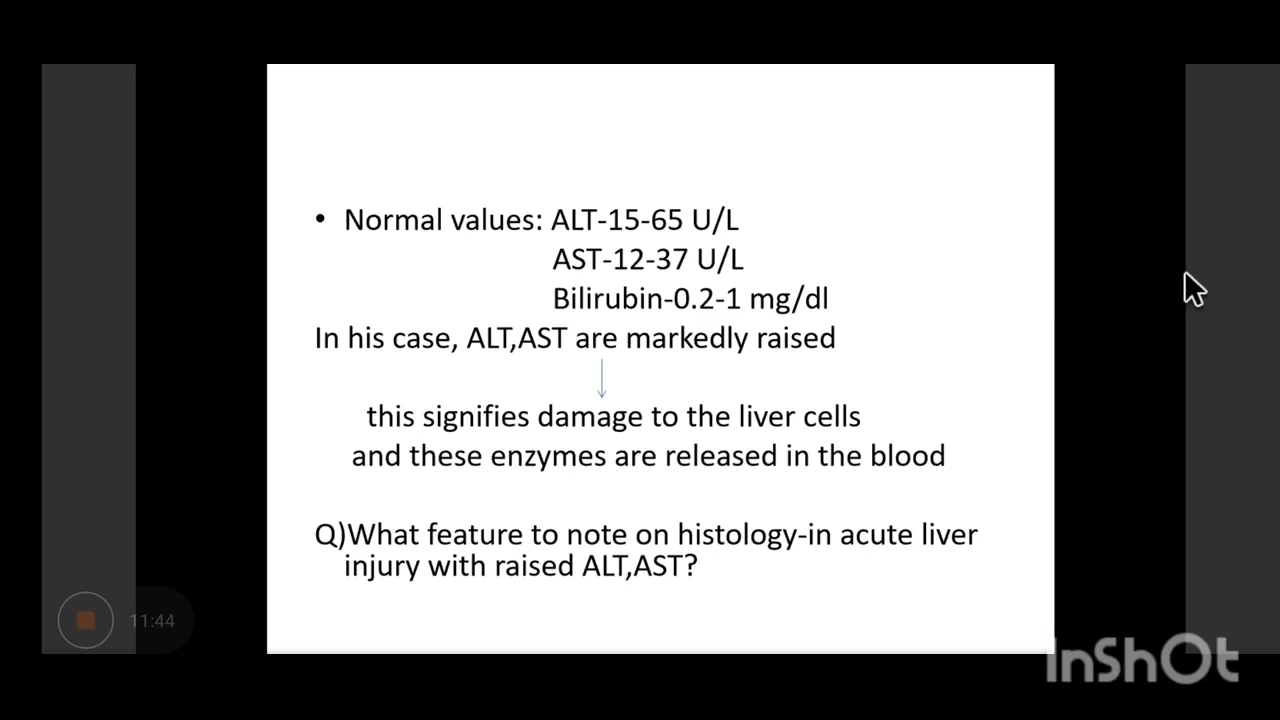 • Normal values: ALT-15-65 U/L
AST-12-37 U/L
Bilirubin-0.2-1 mg/dl
In his case, ALT,AST are markedly raised
this signifies damage to the liver cells
and these enzymes are released in the blood
Q)What feature to note on histology-in acute liver
injury with raised ALT,AST?
11:44
InShOt